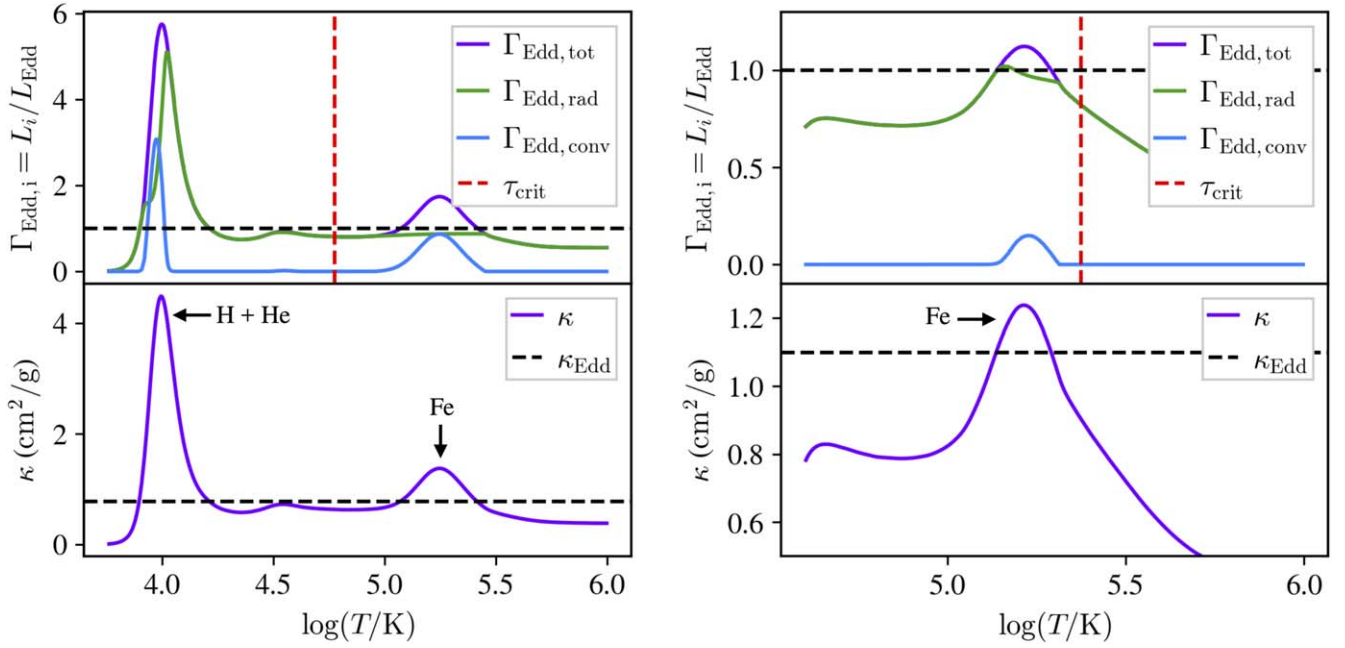 6
4
2
0
Γ_Edd,i = L_i/L_Edd
Γ_Edd,tot
Γ_Edd,rad
Γ_Edd,conv
τ_crit
4
2
0
κ (cm²/g)
H + He
Fe
κ
κ_Edd
4.0 4.5 5.0 5.5 6.0
log(T/K)
1.0
0.5
0.0
Γ_Edd,i = L_i/L_Edd
Γ_Edd,tot
Γ_Edd,rad
Γ_Edd,conv
τ_crit
1.2
1.0
0.8
0.6
κ (cm²/g)
Fe
κ
κ_Edd
5.0 5.5 6.0
log(T/K)